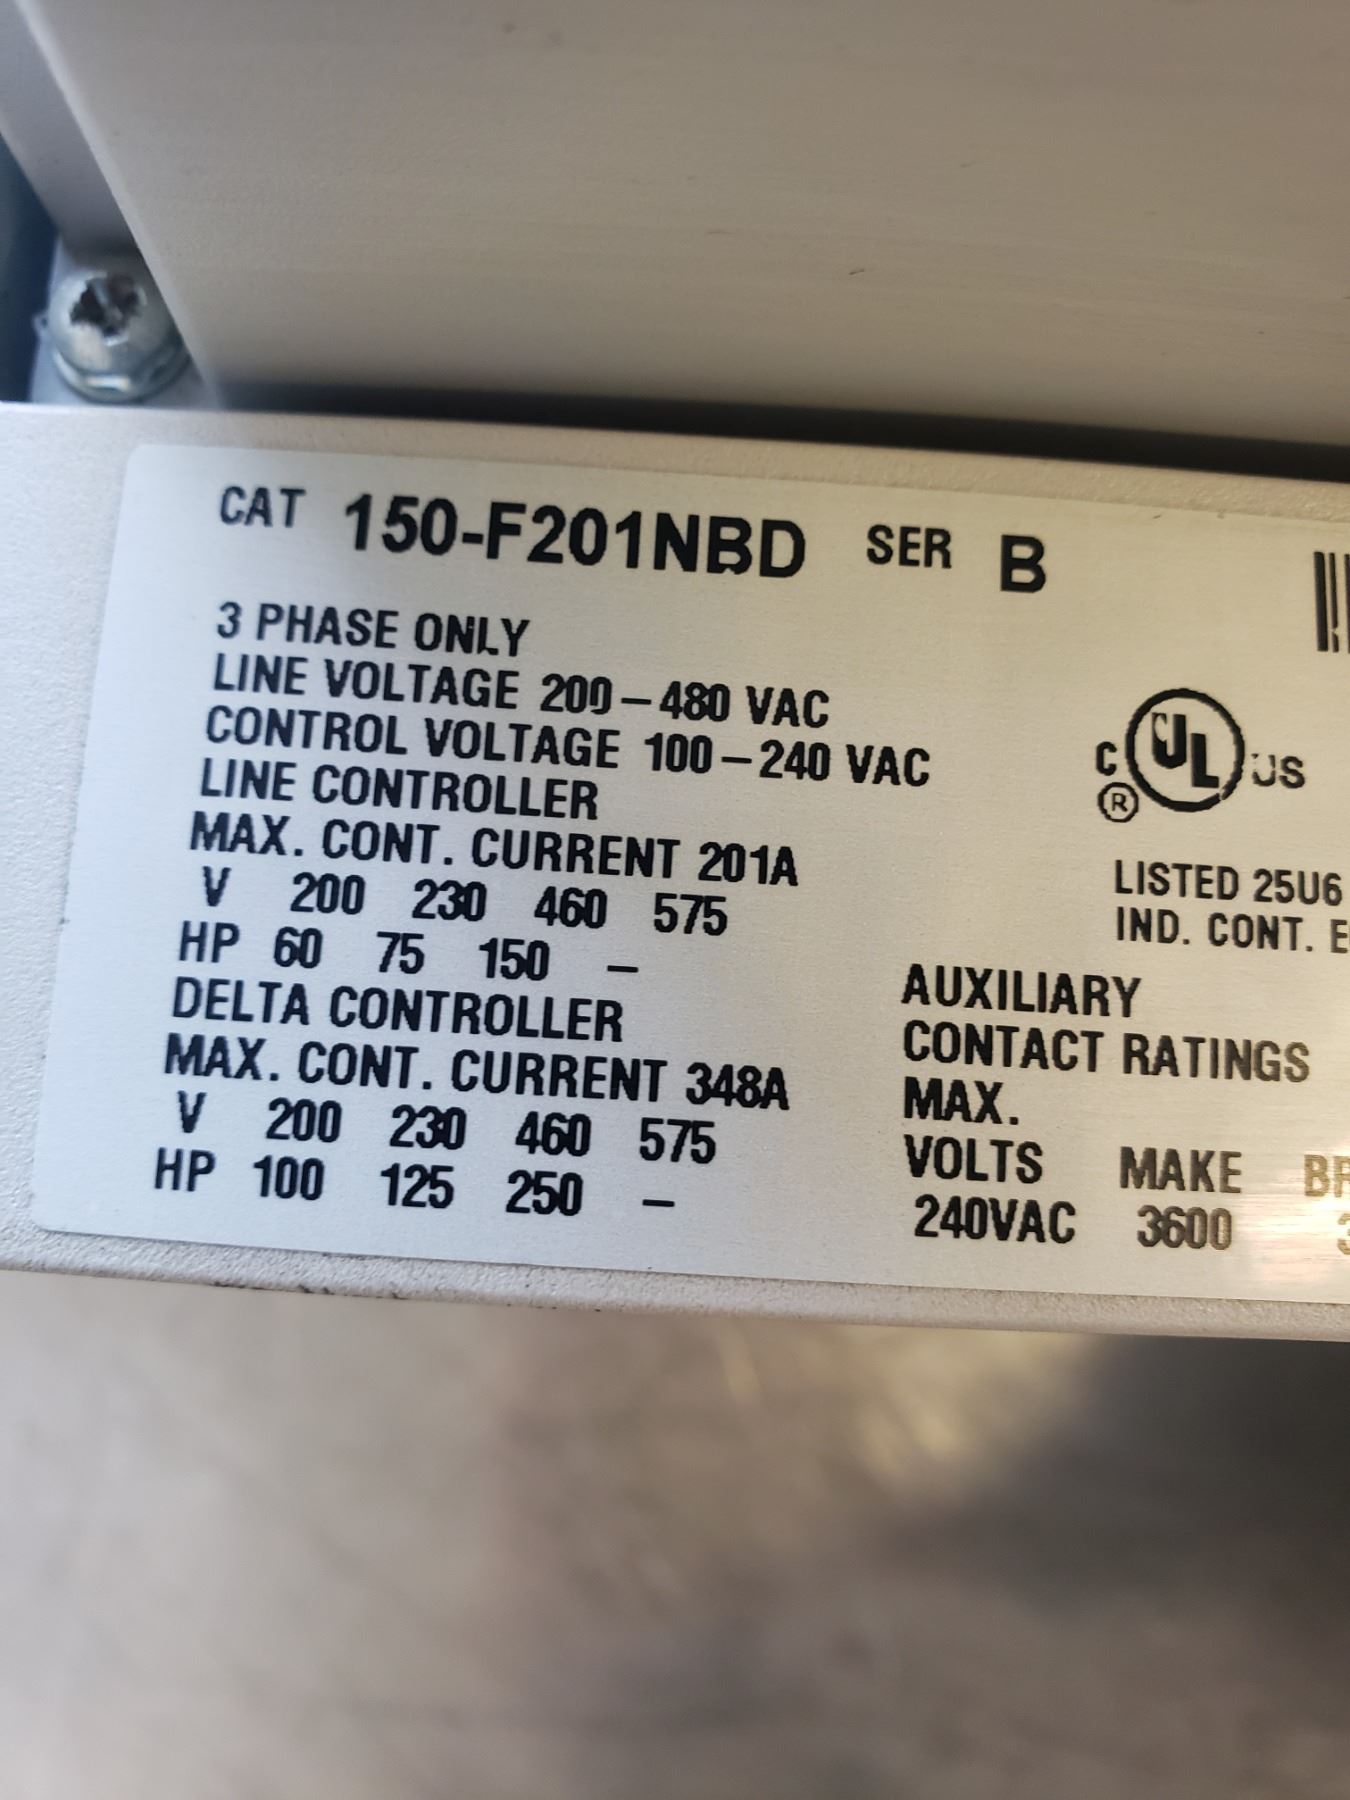 CAT 150-F201NBD SER B
3 PHASE ONLY
LINE VOLTAGE 200–480 VAC
CONTROL VOLTAGE 100–240 VAC
LINE CONTROLLER
MAX. CONT. CURRENT 201A
V 200 230 460 575
HP 60 75 150 –
DELTA CONTROLLER
MAX. CONT. CURRENT 348A
V 200 230 460 575
HP 100 125 250 –
C UL US
®
LISTED 25U6
IND. CONT.
AUXILIARY
CONTACT RATINGS
MAX.
VOLTS MAKE
240VAC 3600